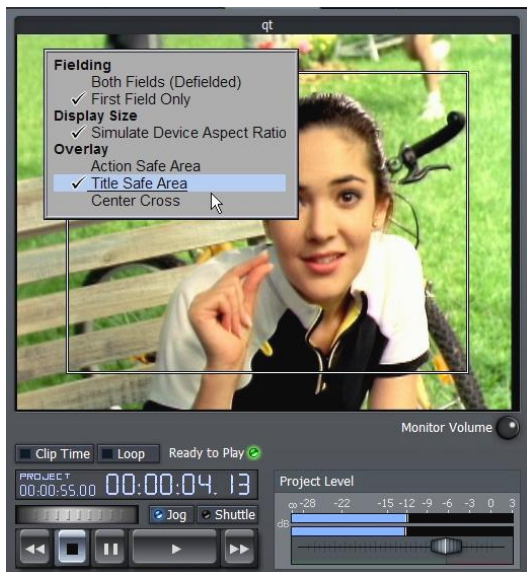 qt
Fielding
Both Fields (Defielded)
✓ First Field Only
Display Size
✓ Simulate Device Aspect Ratio
Overlay
Action Safe Area
✓ Title Safe Area
Center Cross
Monitor Volume
Clip Time Loop Ready to Play
PROJECT
00:00:55.00 00:00:04.13
Jog Shuttle
Project Level
∞ -28 -22 -15 -12 -9 -6 -3 0 3
dB